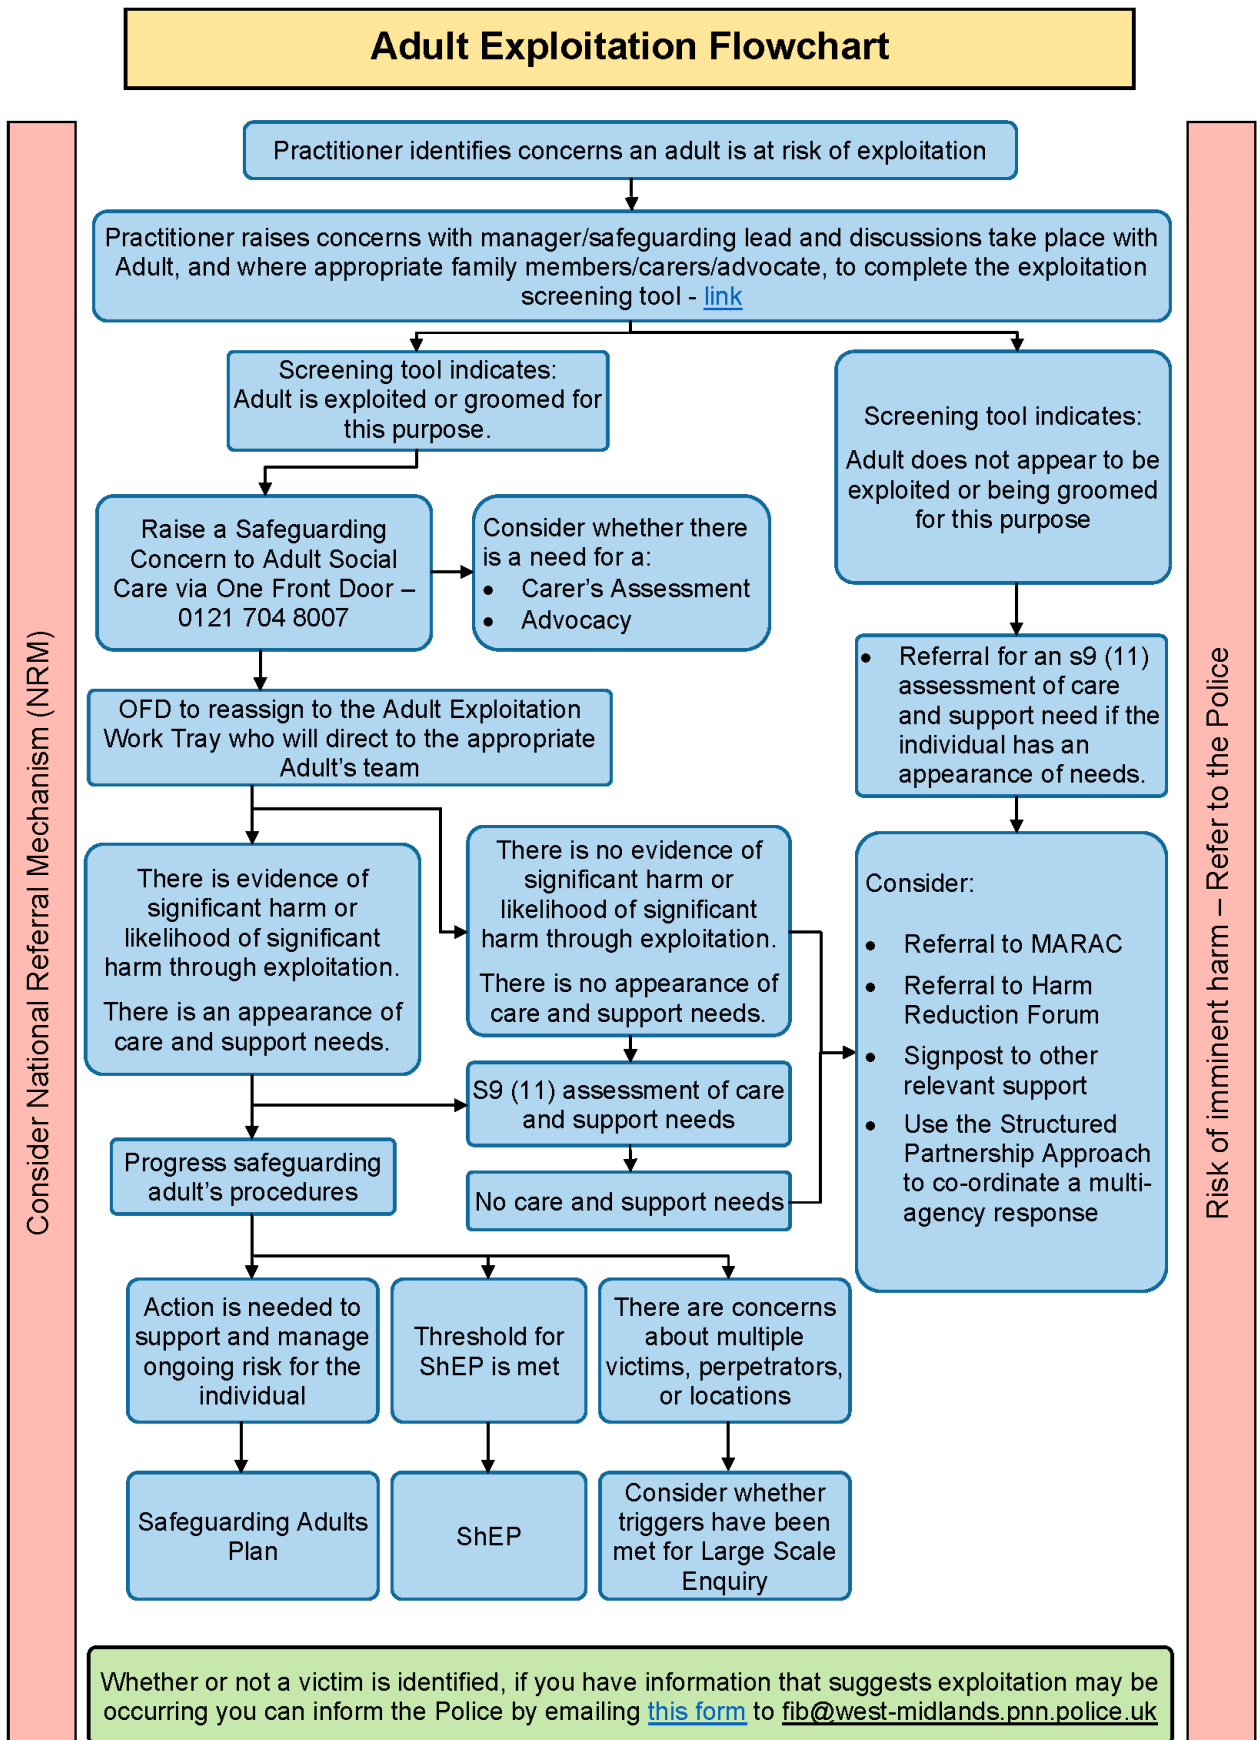 Adult Exploitation Flowchart
Practitioner identifies concerns an adult is at risk of exploitation
Practitioner raises concerns with manager/safeguarding lead and discussions take place with
Adult, and where appropriate family members/carers/advocate, to complete the exploitation
screening tool - link
Screening tool indicates:
Adult is exploited or groomed for
this purpose.
Screening tool indicates:
Adult does not appear to be
exploited or being groomed
for this purpose
Raise a Safeguarding
Concern to Adult Social
Care via One Front Door –
0121 704 8007
Consider whether there
is a need for a:
• Carer's Assessment
• Advocacy
• Referral for an s9 (11)
assessment of care
and support need if the
individual has an
appearance of needs.
OFD to reassign to the Adult Exploitation
Work Tray who will direct to the appropriate
Adult's team
There is evidence of
significant harm or
likelihood of significant
harm through exploitation.
There is an appearance of
care and support needs.
There is no evidence of
significant harm or
likelihood of significant
harm through exploitation.
There is no appearance of
care and support needs.
Consider:
• Referral to MARAC
• Referral to Harm
Reduction Forum
• Signpost to other
relevant support
• Use the Structured
Partnership Approach
to co-ordinate a multi-
agency response
S9 (11) assessment of care
and support needs
Progress safeguarding
adult's procedures
No care and support needs
Action is needed to
support and manage
ongoing risk for the
individual
Threshold for
ShEP is met
There are concerns
about multiple
victims, perpetrators,
or locations
Safeguarding Adults
Plan
ShEP
Consider whether
triggers have been
met for Large Scale
Enquiry
Whether or not a victim is identified, if you have information that suggests exploitation may be
occurring you can inform the Police by emailing this form to fib@west-midlands.pnn.police.uk
Consider National Referral Mechanism (NRM)
Risk of imminent harm – Refer to the Police